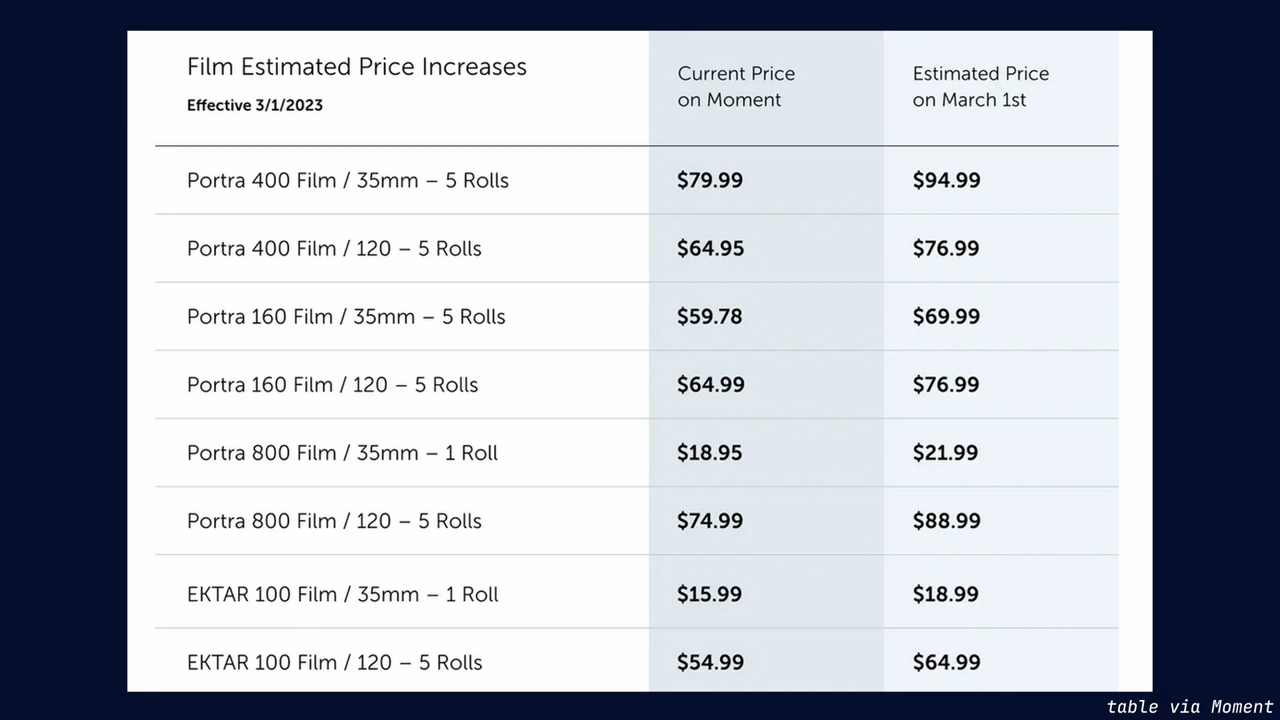 Film Estimated Price Increases
Effective 3/1/2023
Current Price
on Moment
Estimated Price
on March 1st
Portra 400 Film / 35mm – 5 Rolls $79.99 $94.99
Portra 400 Film / 120 – 5 Rolls $64.95 $76.99
Portra 160 Film / 35mm – 5 Rolls $59.78 $69.99
Portra 160 Film / 120 – 5 Rolls $64.99 $76.99
Portra 800 Film / 35mm – 1 Roll $18.95 $21.99
Portra 800 Film / 120 – 5 Rolls $74.99 $88.99
EKTAR 100 Film / 35mm – 1 Roll $15.99 $18.99
EKTAR 100 Film / 120 – 5 Rolls $54.99 $64.99
table via Moment